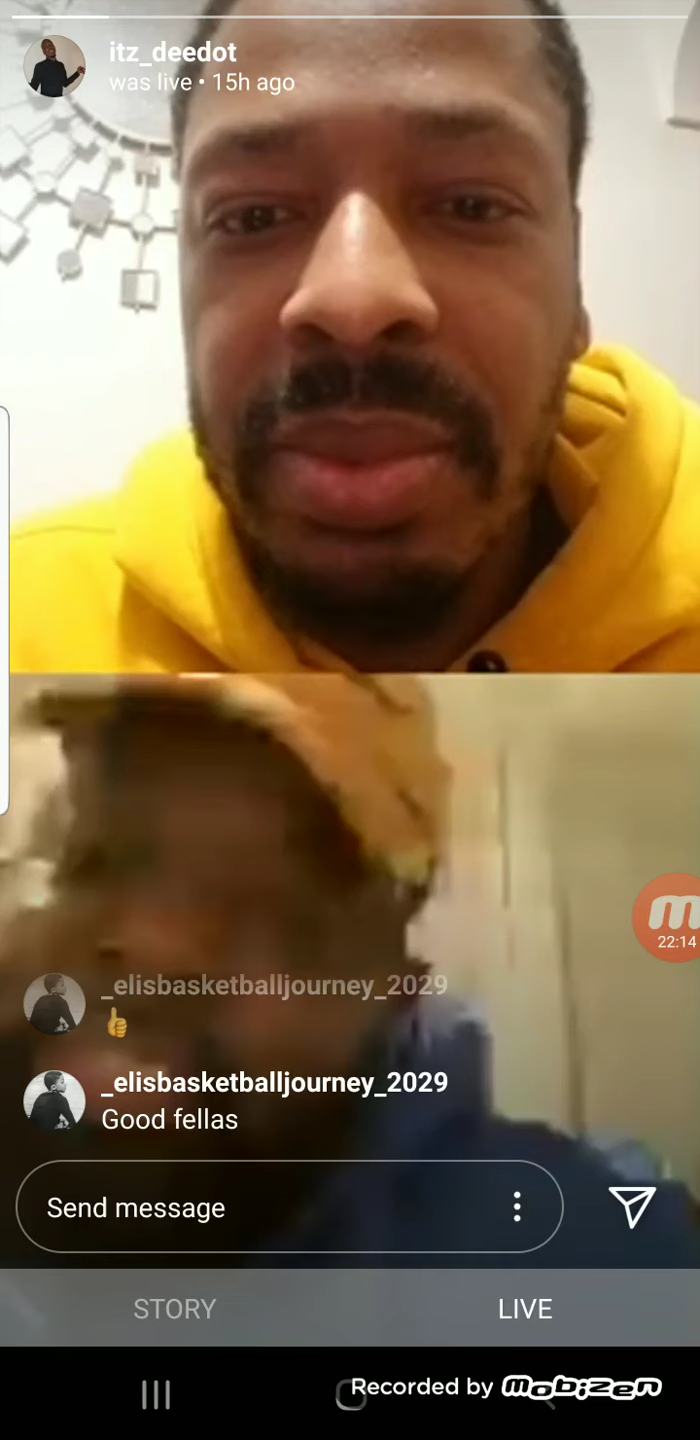 itz_deedot
was live • 15h ago
m
22:14
_elisbasketballjourney_2029
👍
_elisbasketballjourney_2029
Good fellas
Send message
STORY
LIVE
Recorded by mobizen